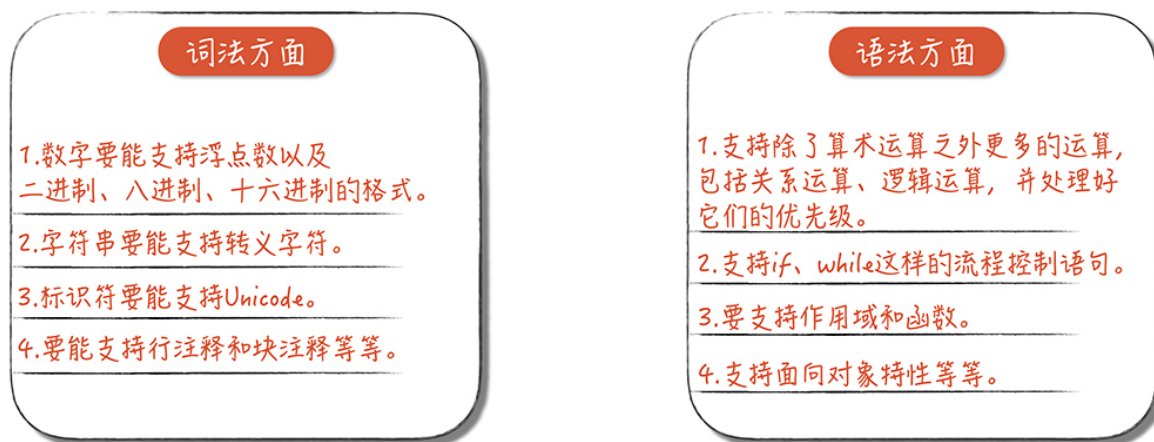 词法方面
1.数字要能支持浮点数以及
二进制、八进制、十六进制的格式。
2.字符串要能支持转义字符。
3.标识符要能支持Unicode。
4.要能支持行注释和块注释等等。
语法方面
1.支持除了算术运算之外更多的运算,
包括关系运算、逻辑运算, 并处理好
它们的优先级。
2.支持if、while这样的流程控制语句。
3.要支持作用域和函数。
4.支持面向对象特性等等。